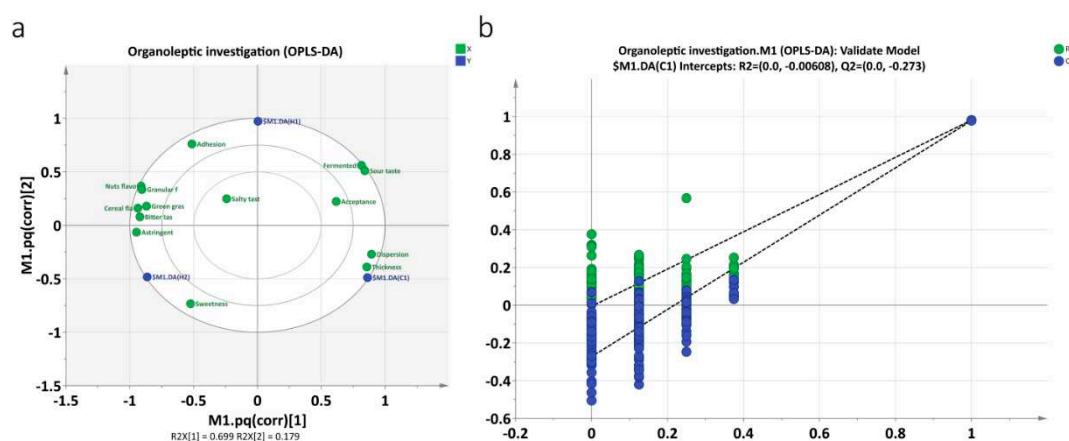 a
Organoleptic investigation (OPLS-DA)
X
Y
M1.pq(corr)[2]
1
0.5
0
-0.5
-1
-1.5
$M1.DA(H1)
Adhesion
Fermented
Sour taste
Nuts flavo
Granular f
Salty tast
Acceptance
Cereal fla
Green gras
Bitter tas
Astringent
Dispersion
Thickness
$M1.DA(H2)
$M1.DA(C1)
Sweetness
-1.5 -1 -0.5 0 0.5 1
M1.pq(corr)[1]
R2X[1] = 0.699 R2X[2] = 0.179
b
Organoleptic investigation.M1 (OPLS-DA): Validate Model
$M1.DA(C1) Intercepts: R2=(0.0, -0.00608), Q2=(0.0, -0.273)
1
0.8
0.6
0.4
0.2
0
-0.2
-0.4
-0.6
-0.2 0 0.2 0.4 0.6 0.8 1